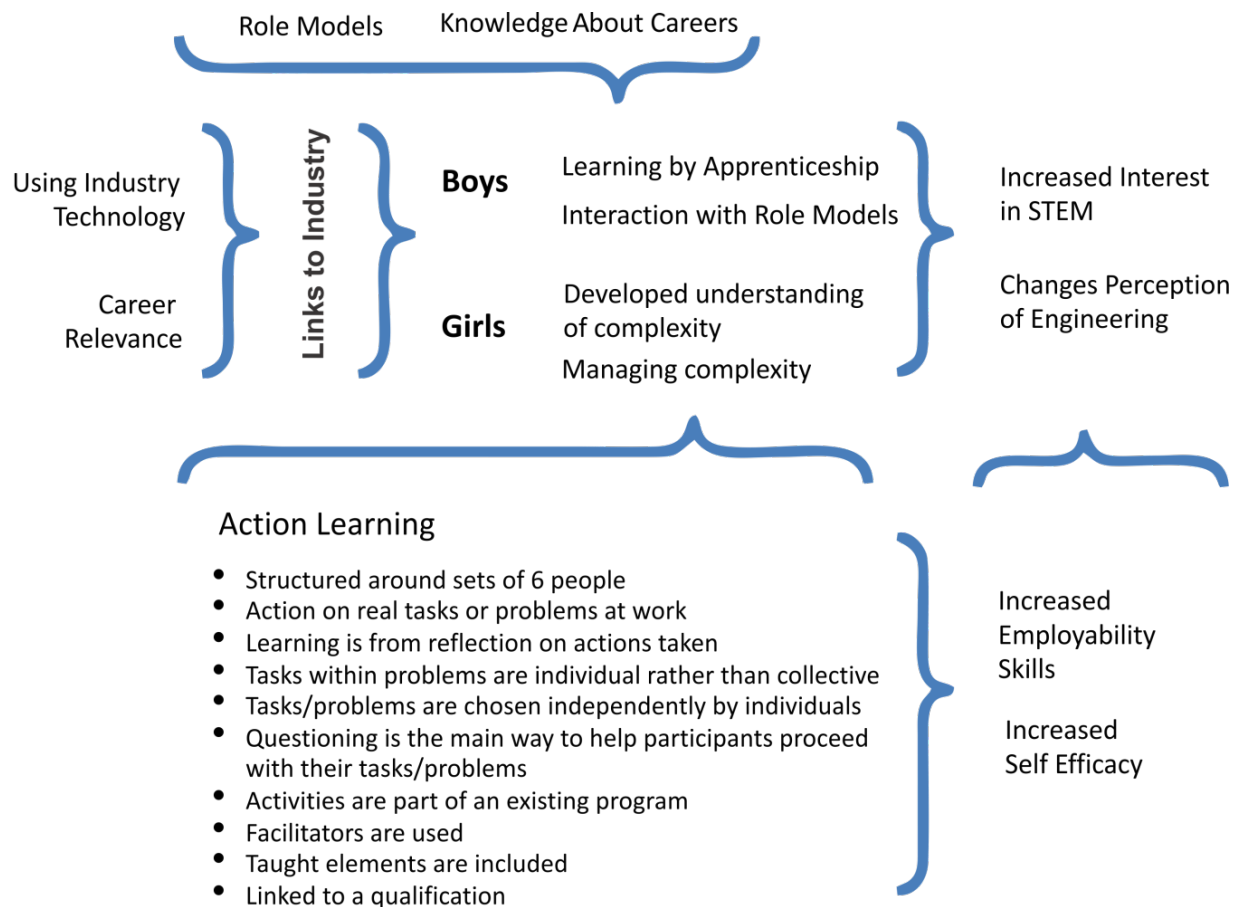 Role Models
Knowledge About Careers
Using Industry
Technology
Career
Relevance
Links to Industry
Boys
Learning by Apprenticeship
Interaction with Role Models
Girls
Developed understanding
of complexity
Managing complexity
Increased Interest
in STEM
Changes Perception
of Engineering
Action Learning
• Structured around sets of 6 people
• Action on real tasks or problems at work
• Learning is from reflection on actions taken
• Tasks within problems are individual rather than collective
• Tasks/problems are chosen independently by individuals
• Questioning is the main way to help participants proceed
with their tasks/problems
• Activities are part of an existing program
• Facilitators are used
• Taught elements are included
• Linked to a qualification
Increased
Employability
Skills
Increased
Self Efficacy